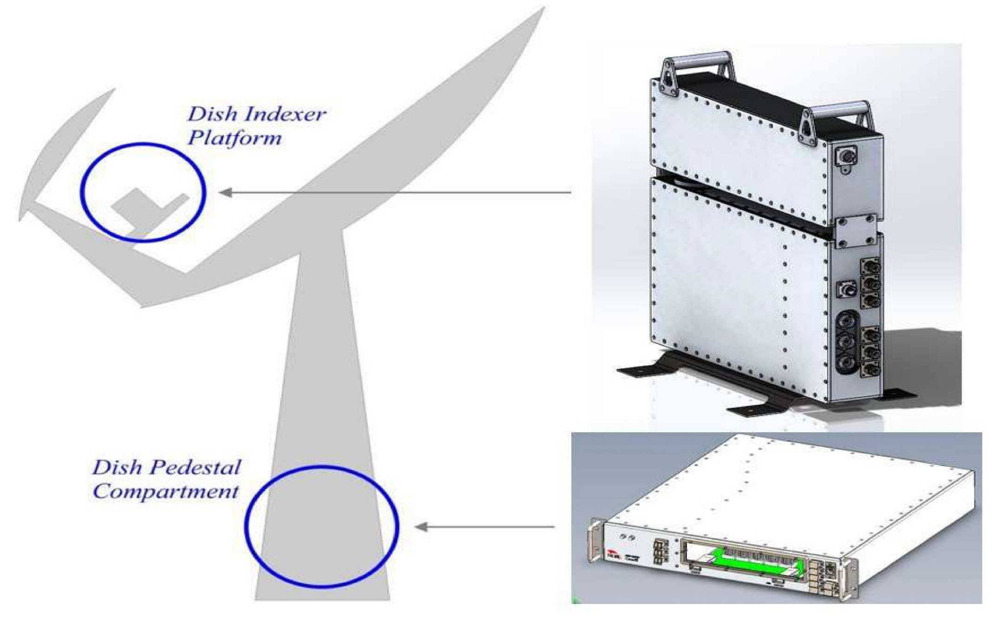 Dish Indexer
Platform
Dish Pedestal
Compartment